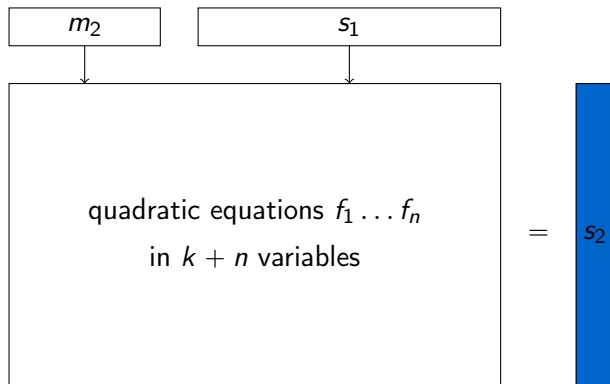 m₂ s₁
quadratic equations f₁ … fₙ
in k + n variables
= s₂